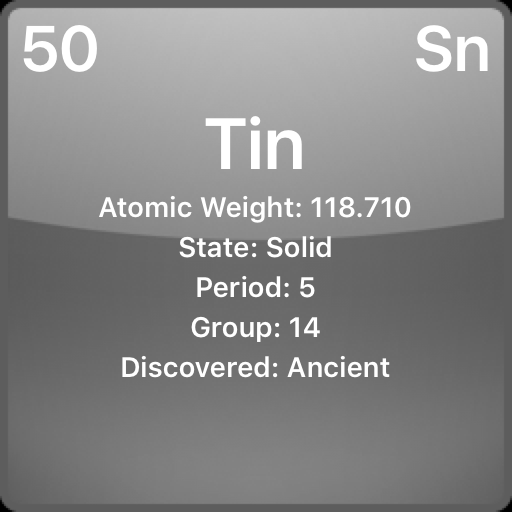 50 Sn
Tin
Atomic Weight: 118.710
State: Solid
Period: 5
Group: 14
Discovered: Ancient